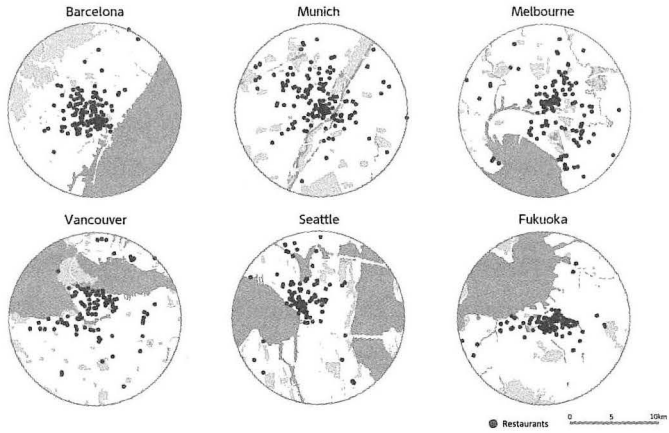 Barcelona
Munich
Melbourne
Vancouver
Seattle
Fukuoka
Restaurants
0 5 10km